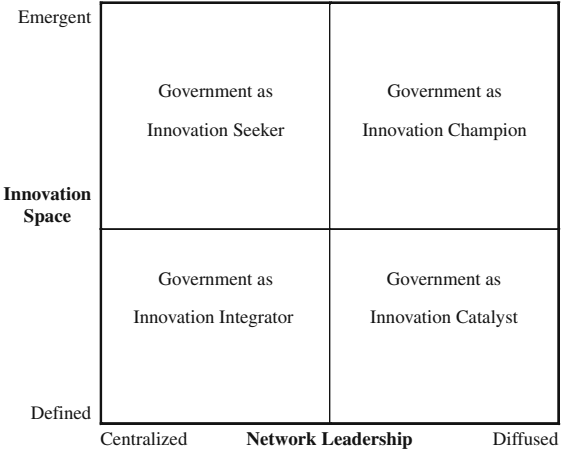 Emergent
Government as
Innovation Seeker
Government as
Innovation Champion
Innovation
Space
Government as
Innovation Integrator
Government as
Innovation Catalyst
Defined
Centralized
Network Leadership
Diffused